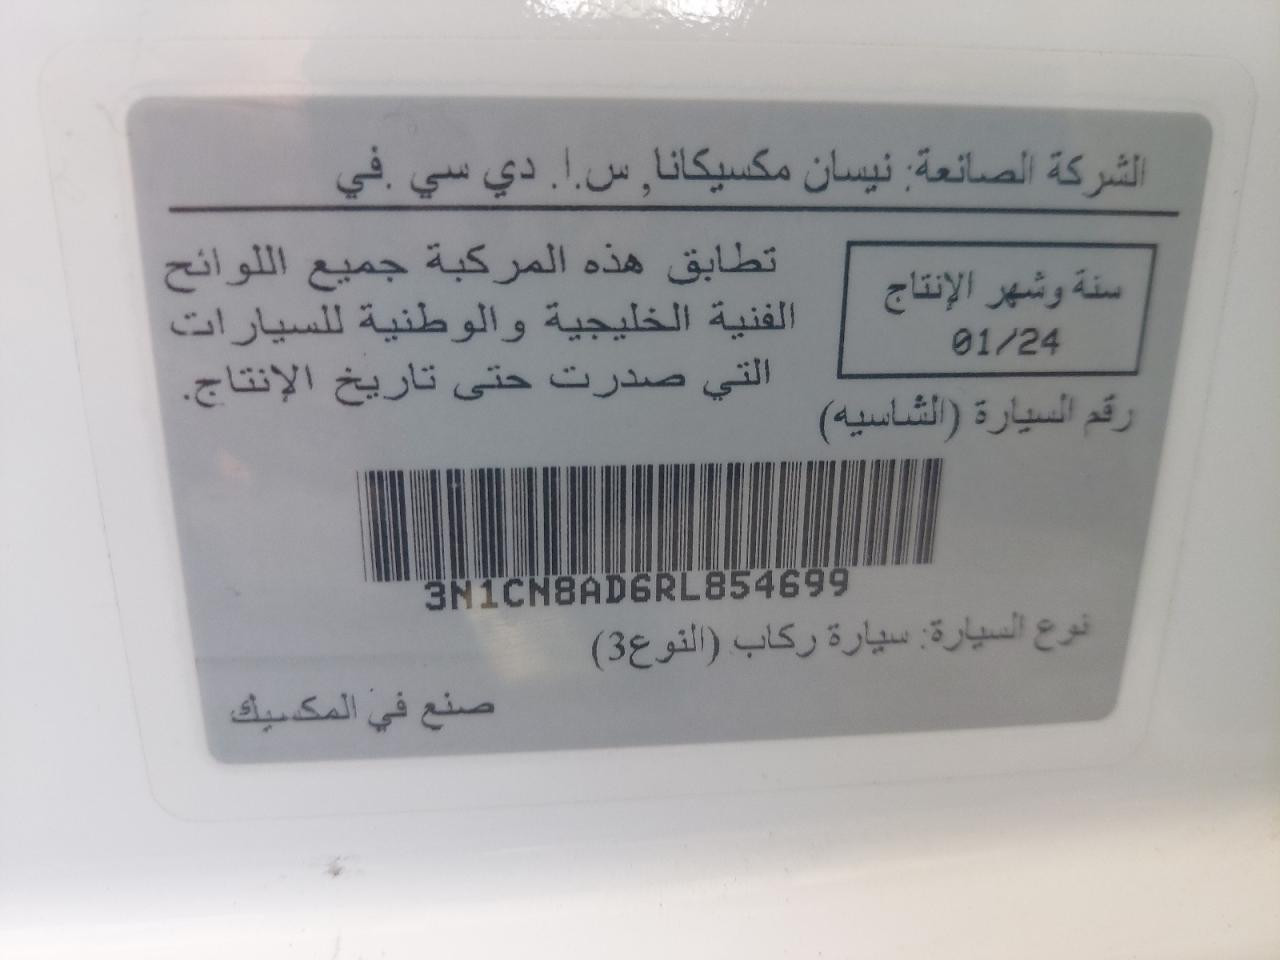 الشركة الصانعة: نيسان مكسيكانا, س.ا. دي سي .في
سنة وشهر الإنتاج
01/24
تطابق هذه المركبة جميع اللوائح
الفنية الخليجية والوطنية للسيارات
التي صدرت حتى تاريخ الإنتاج.
رقم السيارة (الشاسيه)
3N1CN8AD6RL854699
نوع السيارة: سيارة ركاب (النوع3)
صنع في المكسيك